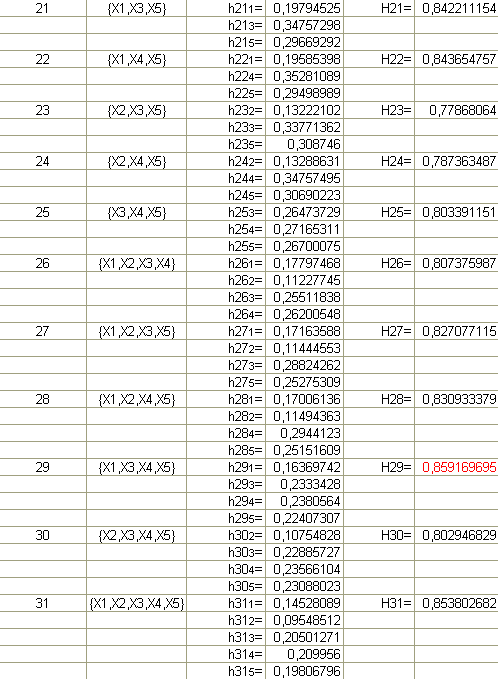 21 {X1,X3,X5} h211= 0,19794525 H21= 0,842211154
h213= 0,34757298
h215= 0,29669292
22 {X1,X4,X5} h221= 0,19585398 H22= 0,843654757
h224= 0,35281089
h225= 0,29498989
23 {X2,X3,X5} h232= 0,13222102 H23= 0,77868064
h233= 0,33771362
h235= 0,308746
24 {X2,X4,X5} h242= 0,13288631 H24= 0,787363487
h244= 0,34757495
h245= 0,30690223
25 {X3,X4,X5} h253= 0,26473729 H25= 0,803391151
h254= 0,27165311
h255= 0,26700075
26 {X1,X2,X3,X4} h261= 0,17797468 H26= 0,807375987
h262= 0,11227745
h263= 0,25511838
h264= 0,26200548
27 {X1,X2,X3,X5} h271= 0,17163588 H27= 0,827077115
h272= 0,11444553
h273= 0,28824262
h275= 0,25275309
28 {X1,X2,X4,X5} h281= 0,17006136 H28= 0,830933379
h282= 0,11494363
h284= 0,2944123
h285= 0,25151609
29 {X1,X3,X4,X5} h291= 0,16369742 H29= 0,859169695
h293= 0,2333428
h294= 0,2380564
h295= 0,22407307
30 {X2,X3,X4,X5} h302= 0,10754828 H30= 0,802946829
h303= 0,22885727
h304= 0,23566104
h305= 0,23088023
31 {X1,X2,X3,X4,X5} h311= 0,14528089 H31= 0,853802682
h312= 0,09548512
h313= 0,20501271
h314= 0,209956
h315= 0,19806796